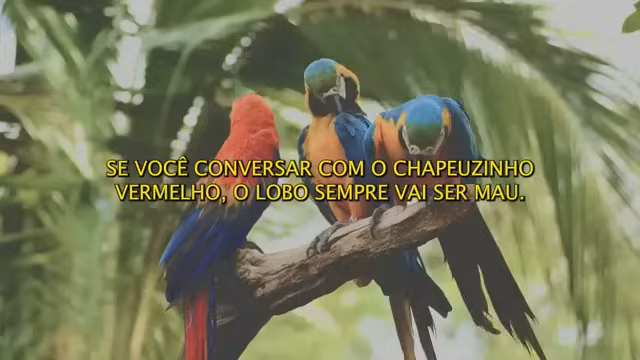 SE VOCÊ CONVERSAR COM O CHAPEUZINHO
VERMELHO, O LOBO SEMPRE VAI SER MAU.